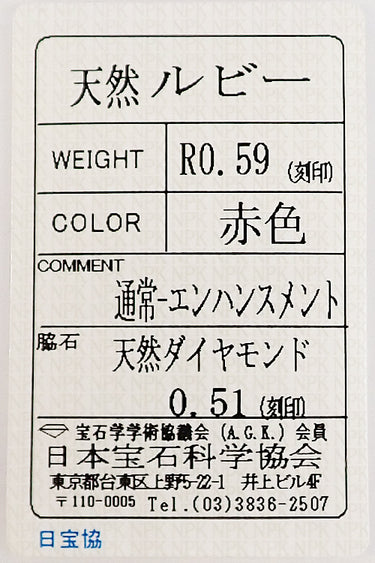 天然 ルビー
WEIGHT R0.59 (刻印)
COLOR 赤色
COMMENT
通常-エンハンスメント
脇石 天然ダイヤモンド
0.51 (刻印)
宝石学学術協議会 (A.G.K.) 会員
日本宝石科学協会
東京都台東区上野5-22-1 井上ビル4F
〒110-0005 Tel.(03)3836-2507
日宝協